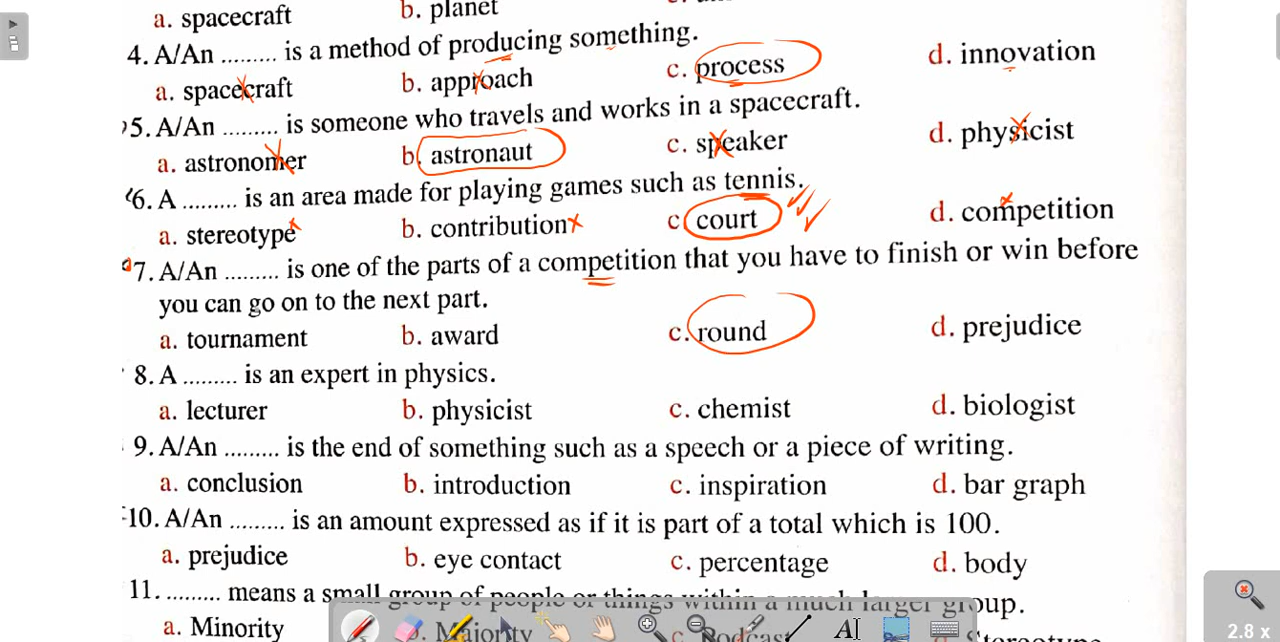 a. spacecraft b. planet
4. A/An ......... is a method of producing something.
a. spacecraft b. approach c. process d. innovation
5. A/An ......... is someone who travels and works in a spacecraft.
a. astronomer b. astronaut c. speaker d. physicist
6. A ......... is an area made for playing games such as tennis.
a. stereotype b. contribution c court d. competition
7. A/An ......... is one of the parts of a competition that you have to finish or win before
you can go on to the next part.
a. tournament b. award c. round d. prejudice
8. A ......... is an expert in physics.
a. lecturer b. physicist c. chemist d. biologist
9. A/An ......... is the end of something such as a speech or a piece of writing.
a. conclusion b. introduction c. inspiration d. bar graph
10. A/An ......... is an amount expressed as if it is part of a total which is 100.
a. prejudice b. eye contact c. percentage d. body
11. ......... means a small group of people or things within a much larger group.
a. Minority b. Majority c. Podcast
2.8 x